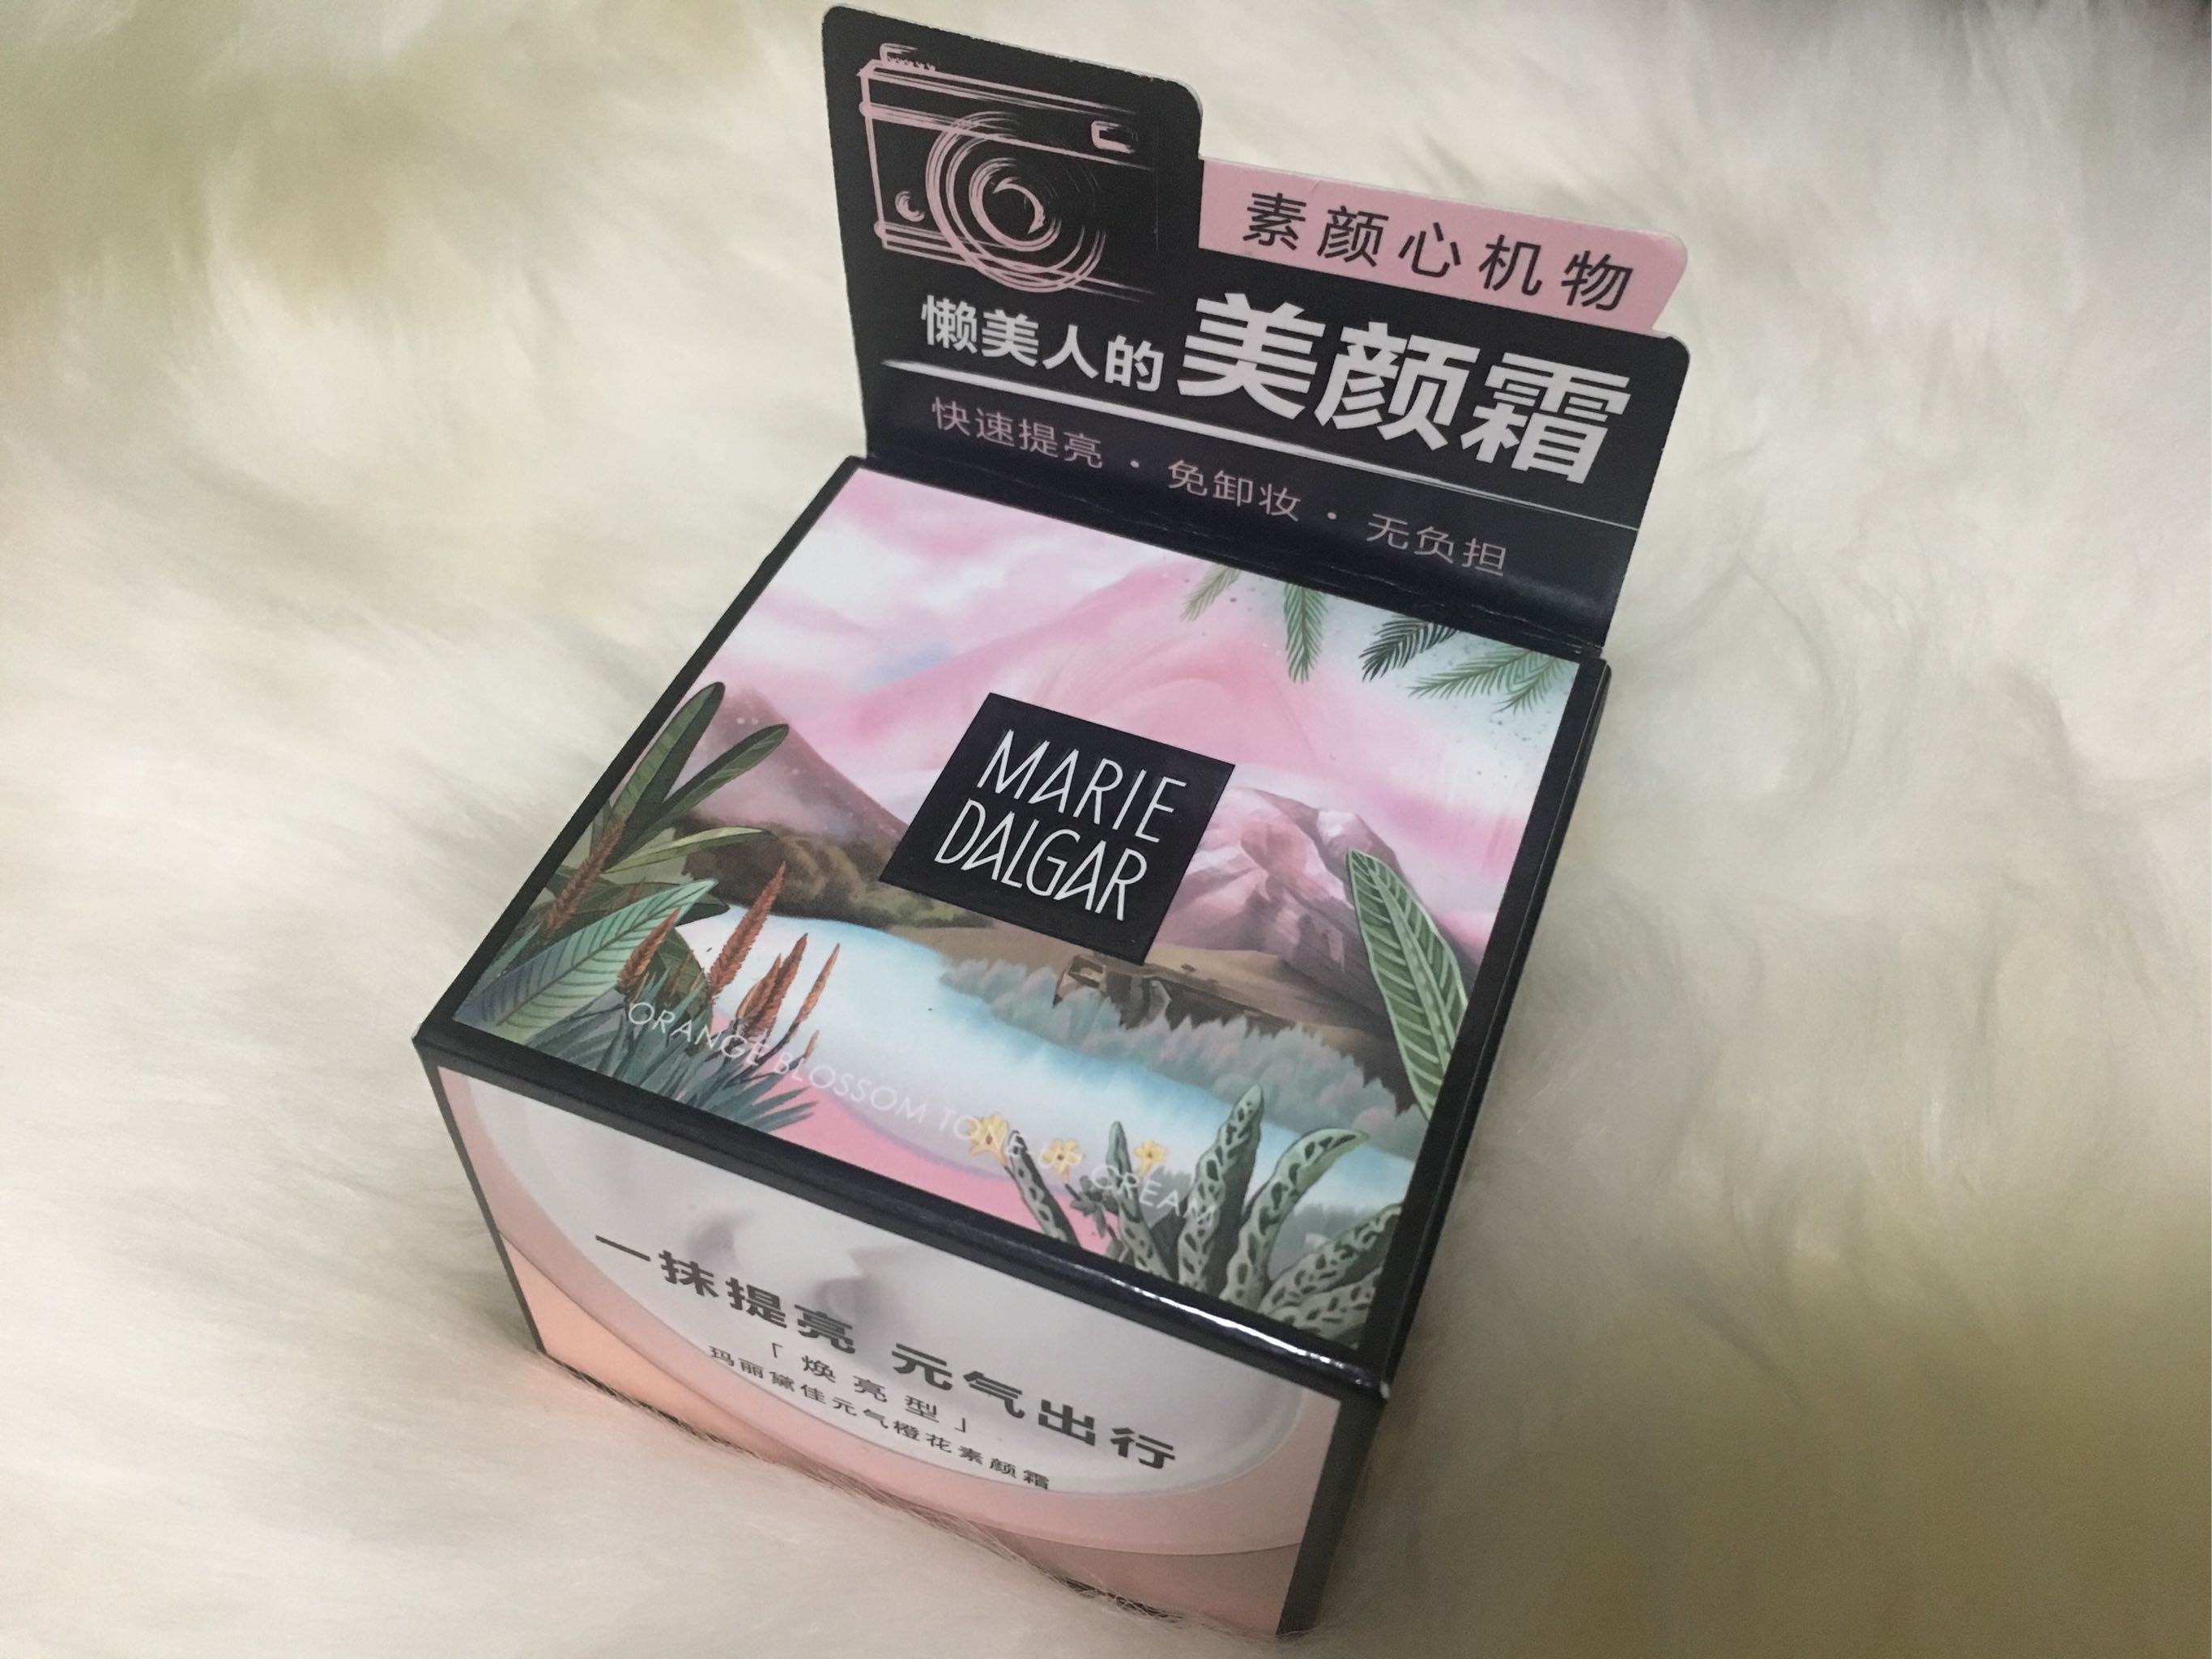 素颜心机物
懒美人的美颜霜
快速提亮 · 免卸妆 · 无负担
MARIE
DALGAR
ORANGE BLOSSOM TONE-UP CREAM
一抹提亮 元气出行
「焕亮型」
玛丽黛佳元气橙花素颜霜